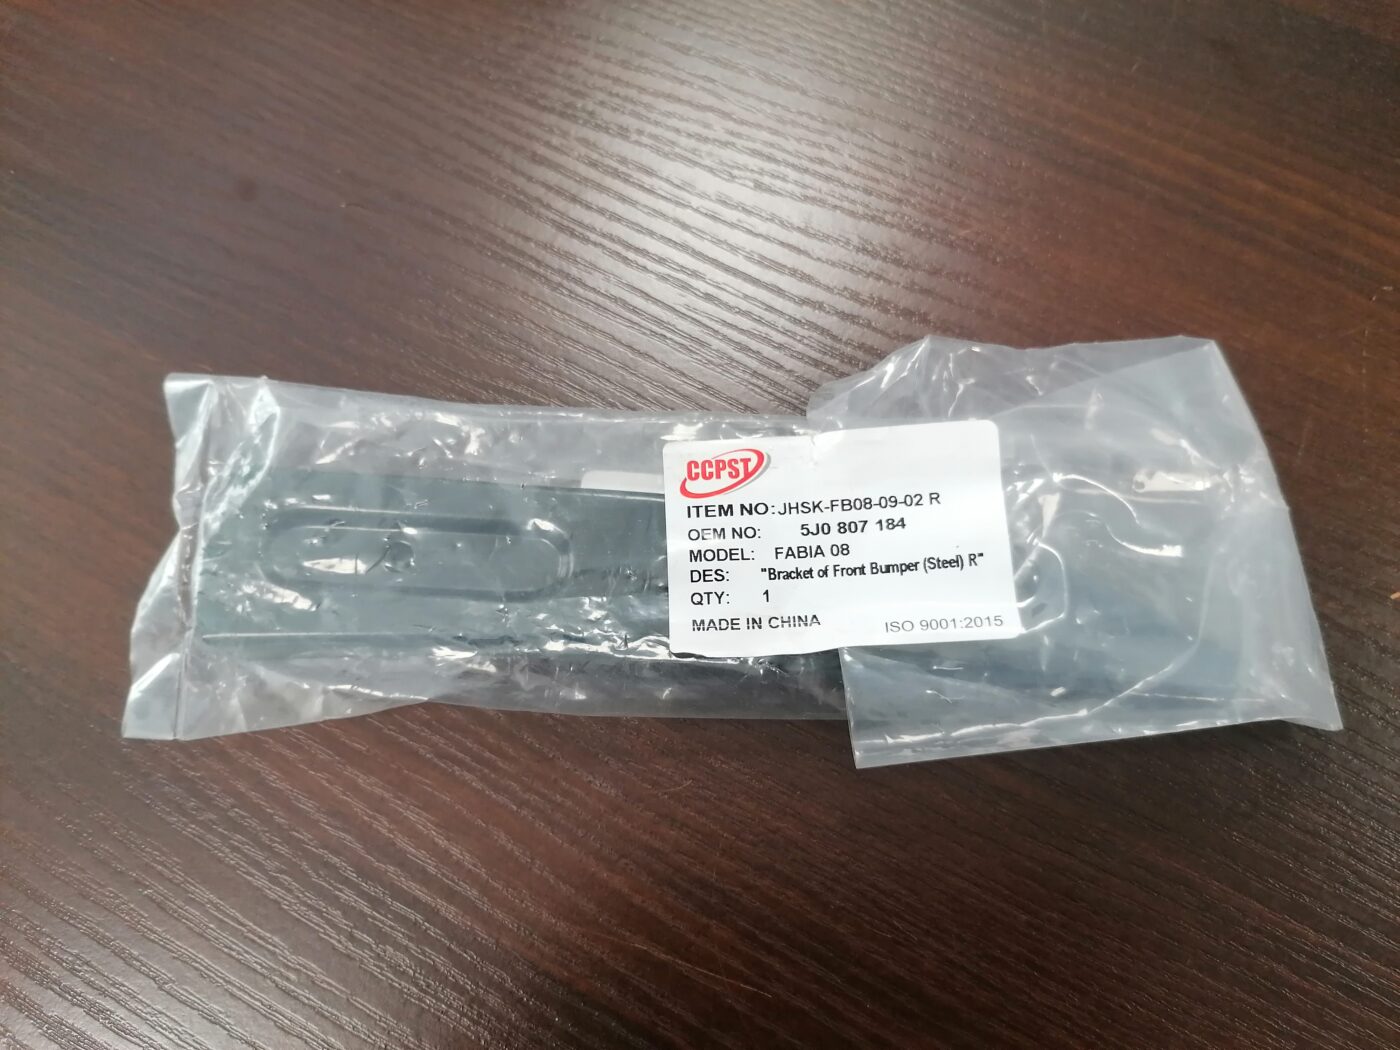 CCPST
ITEM NO: JHSK-FB08-09-02 R
OEM NO: 5J0 807 184
MODEL: FABIA 08
DES: "Bracket of Front Bumper (Steel) R"
QTY: 1
MADE IN CHINA ISO 9001:2015